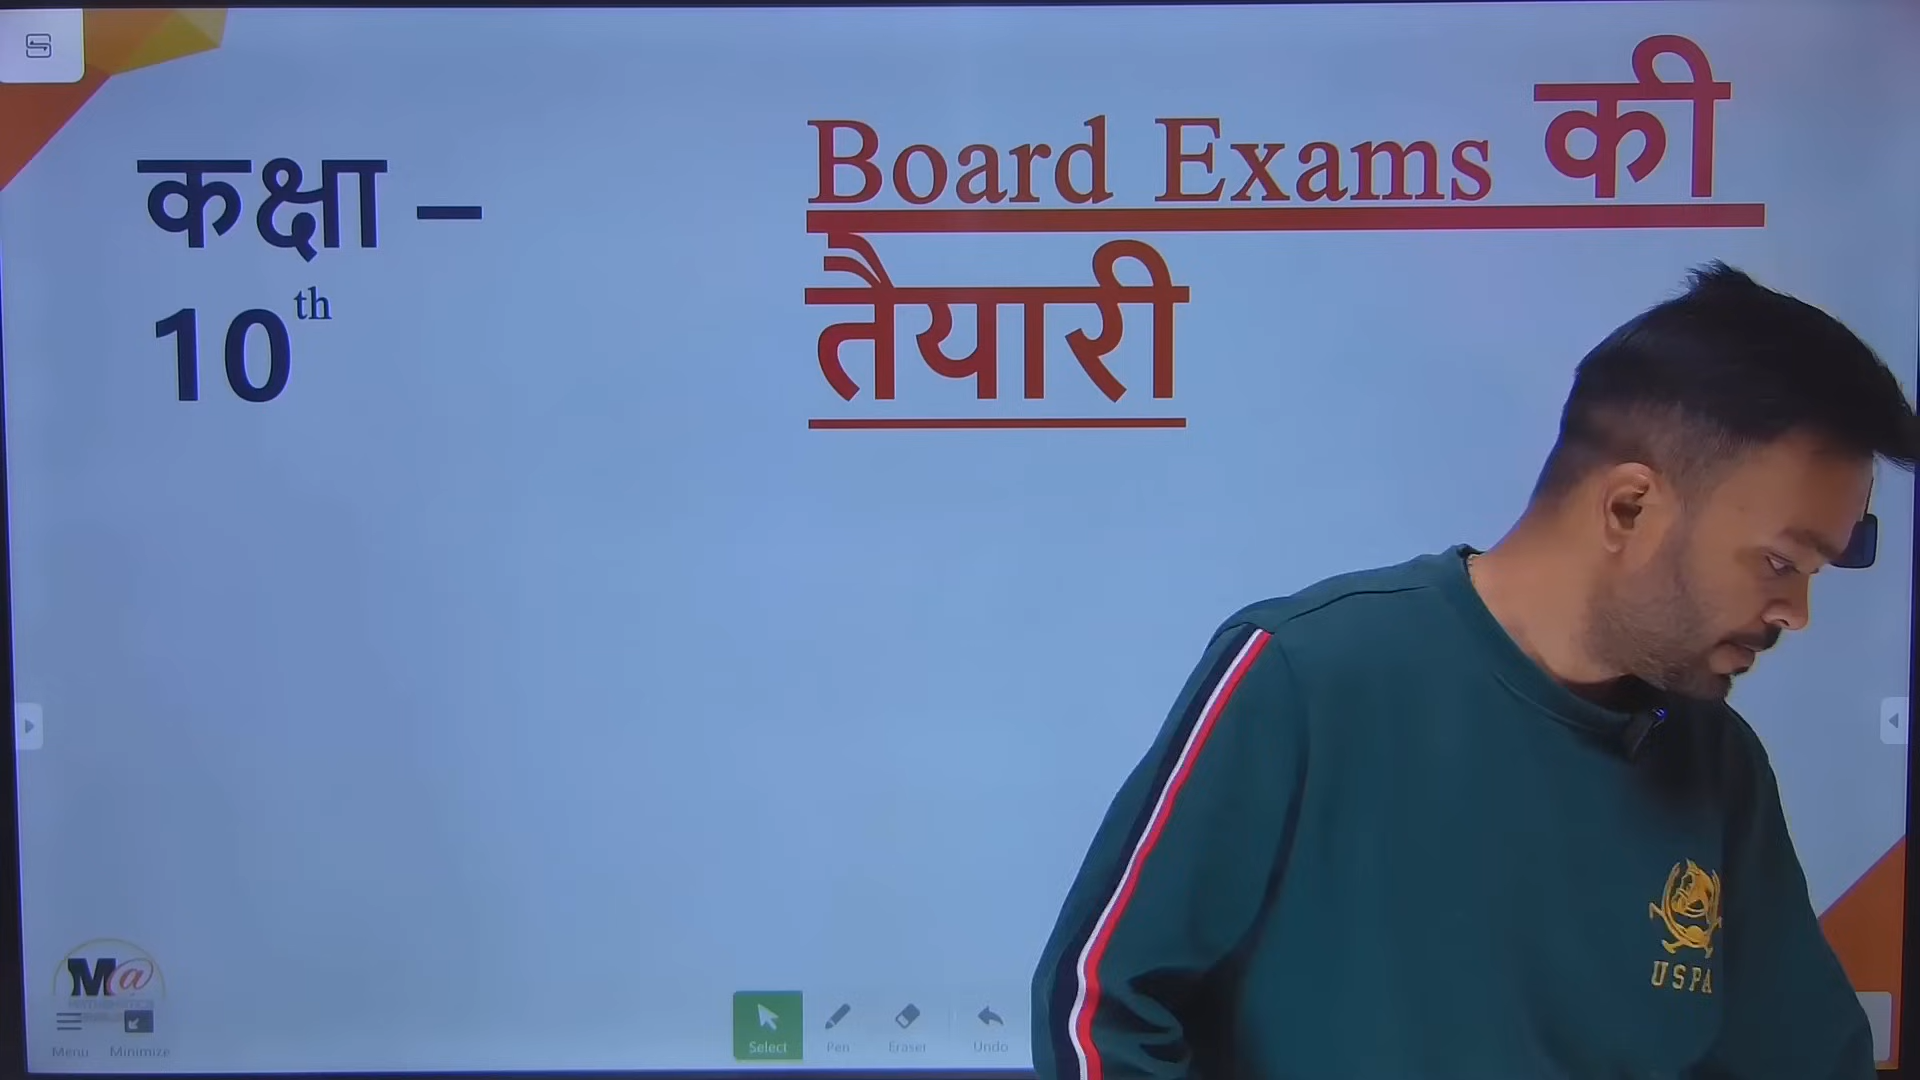 कक्षा –
10th
Board Exams की
तैयारी
M@
Menu
Minimize
Select
Pen
Eraser
Undo
USPA